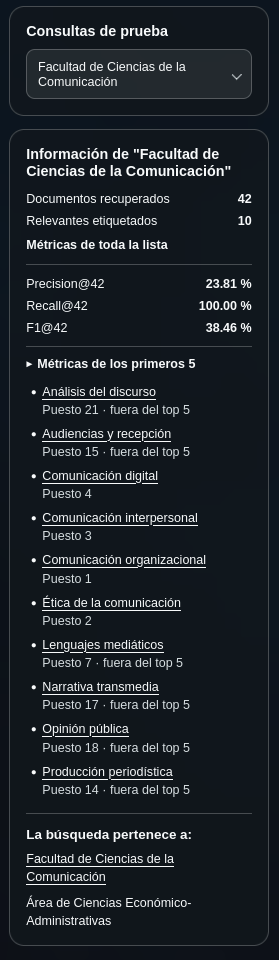 Consultas de prueba
Facultad de Ciencias de la
Comunicación
Información de "Facultad de
Ciencias de la Comunicación"
Documentos recuperados 42
Relevantes etiquetados 10
Métricas de toda la lista
Precision@42 23.81 %
Recall@42 100.00 %
F1@42 38.46 %
▸ Métricas de los primeros 5
• Análisis del discurso
Puesto 21 · fuera del top 5
• Audiencias y recepción
Puesto 15 · fuera del top 5
• Comunicación digital
Puesto 4
• Comunicación interpersonal
Puesto 3
• Comunicación organizacional
Puesto 1
• Ética de la comunicación
Puesto 2
• Lenguajes mediáticos
Puesto 7 · fuera del top 5
• Narrativa transmedia
Puesto 17 · fuera del top 5
• Opinión pública
Puesto 18 · fuera del top 5
• Producción periodística
Puesto 14 · fuera del top 5
La búsqueda pertenece a:
Facultad de Ciencias de la
Comunicación
Área de Ciencias Económico-
Administrativas